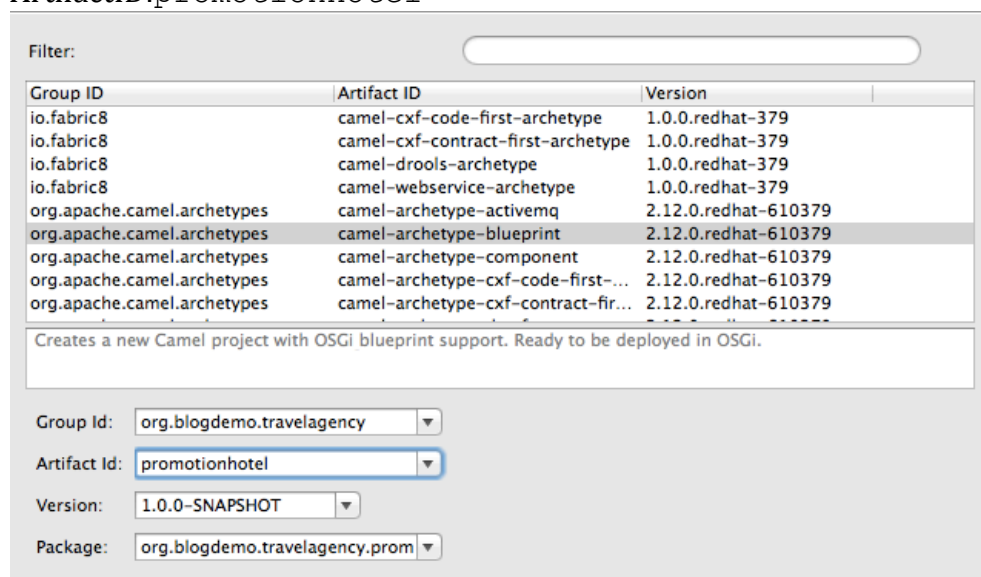 Filter:
Group ID Artifact ID Version
io.fabric8 camel-cxf-code-first-archetype 1.0.0.redhat-379
io.fabric8 camel-cxf-contract-first-archetype 1.0.0.redhat-379
io.fabric8 camel-drools-archetype 1.0.0.redhat-379
io.fabric8 camel-webservice-archetype 1.0.0.redhat-379
org.apache.camel.archetypes camel-archetype-activemq 2.12.0.redhat-610379
org.apache.camel.archetypes camel-archetype-blueprint 2.12.0.redhat-610379
org.apache.camel.archetypes camel-archetype-component 2.12.0.redhat-610379
org.apache.camel.archetypes camel-archetype-cxf-code-first-... 2.12.0.redhat-610379
org.apache.camel.archetypes camel-archetype-cxf-contract-fir... 2.12.0.redhat-610379
Creates a new Camel project with OSGi blueprint support. Ready to be deployed in OSGi.
Group Id: org.blogdemo.travelagency
Artifact Id: promotionhotel
Version: 1.0.0-SNAPSHOT
Package: org.blogdemo.travelagency.prom